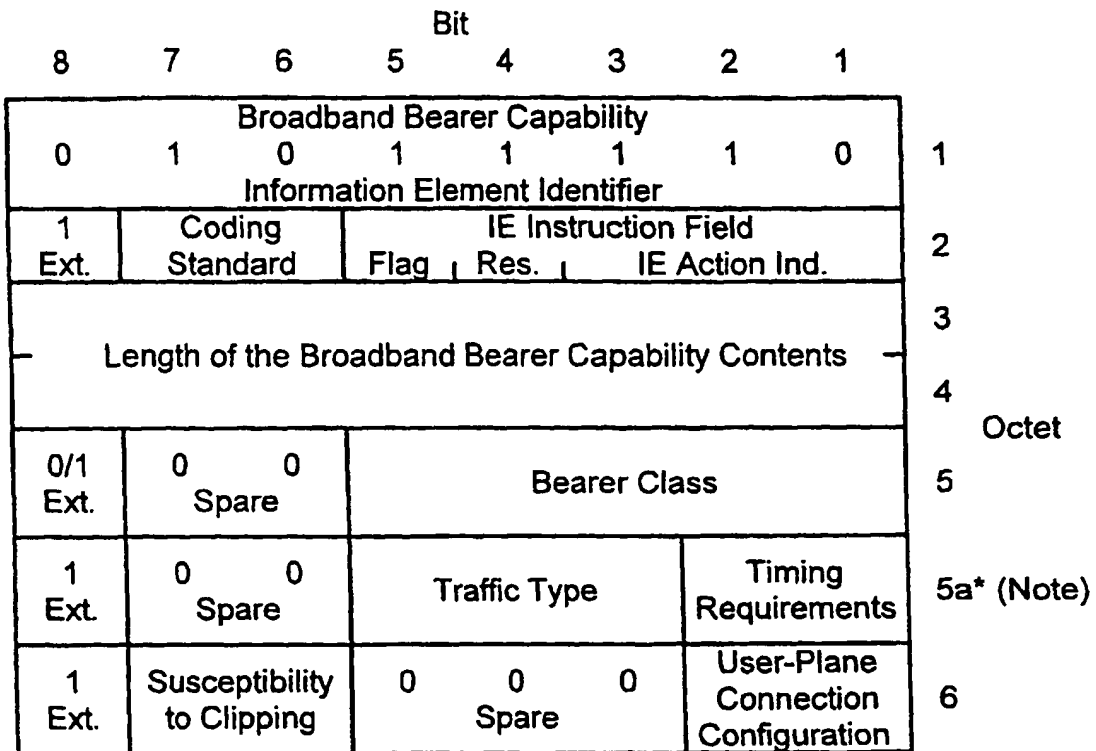 Bit
8 7 6 5 4 3 2 1
Broadband Bearer Capability
0 1 0 1 1 1 1 0 1
Information Element Identifier
1 Coding IE Instruction Field
Ext. Standard Flag Res. IE Action Ind. 2
3
Length of the Broadband Bearer Capability Contents
4
Octet
0/1 0 0 Bearer Class 5
Ext. Spare
1 0 0 Traffic Type Timing 5a* (Note)
Ext. Spare Requirements
1 Susceptibility 0 0 0 User-Plane
Ext. to Clipping Spare Connection 6
Configuration